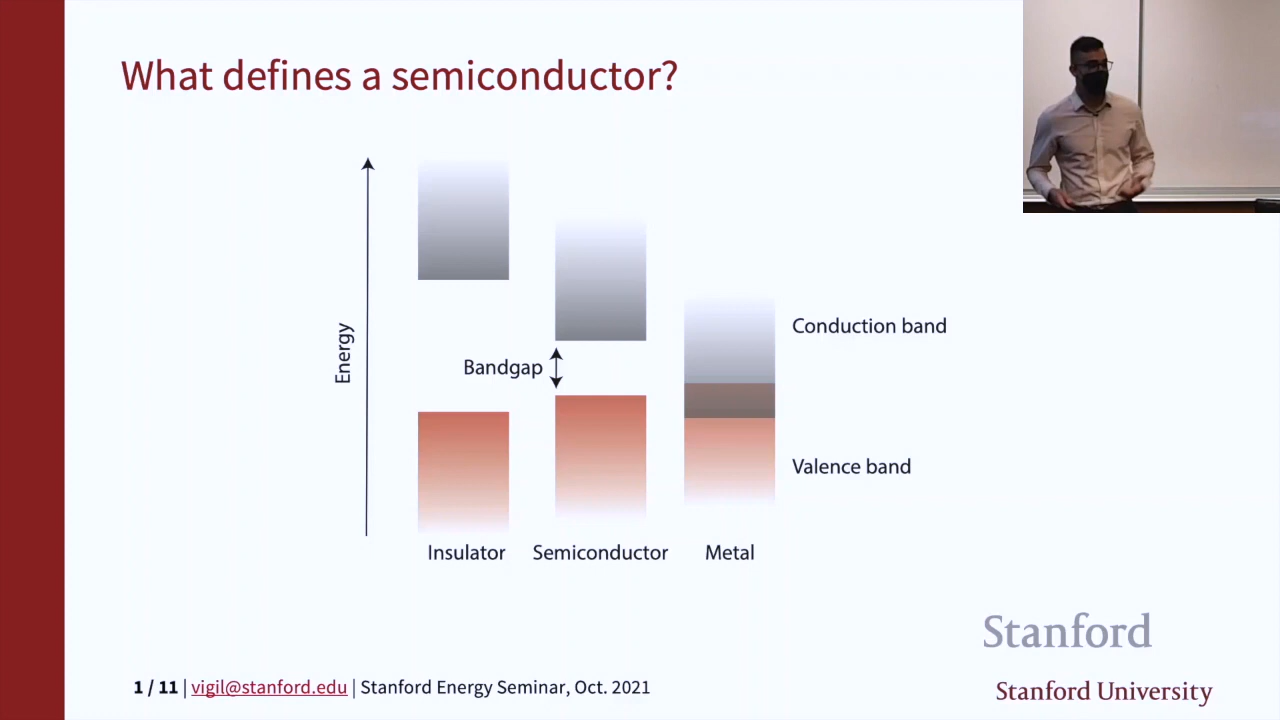 What defines a semiconductor?
Energy
Bandgap
Conduction band
Valence band
Insulator
Semiconductor
Metal
Stanford
1 / 11 | vigil@stanford.edu | Stanford Energy Seminar, Oct. 2021
Stanford University